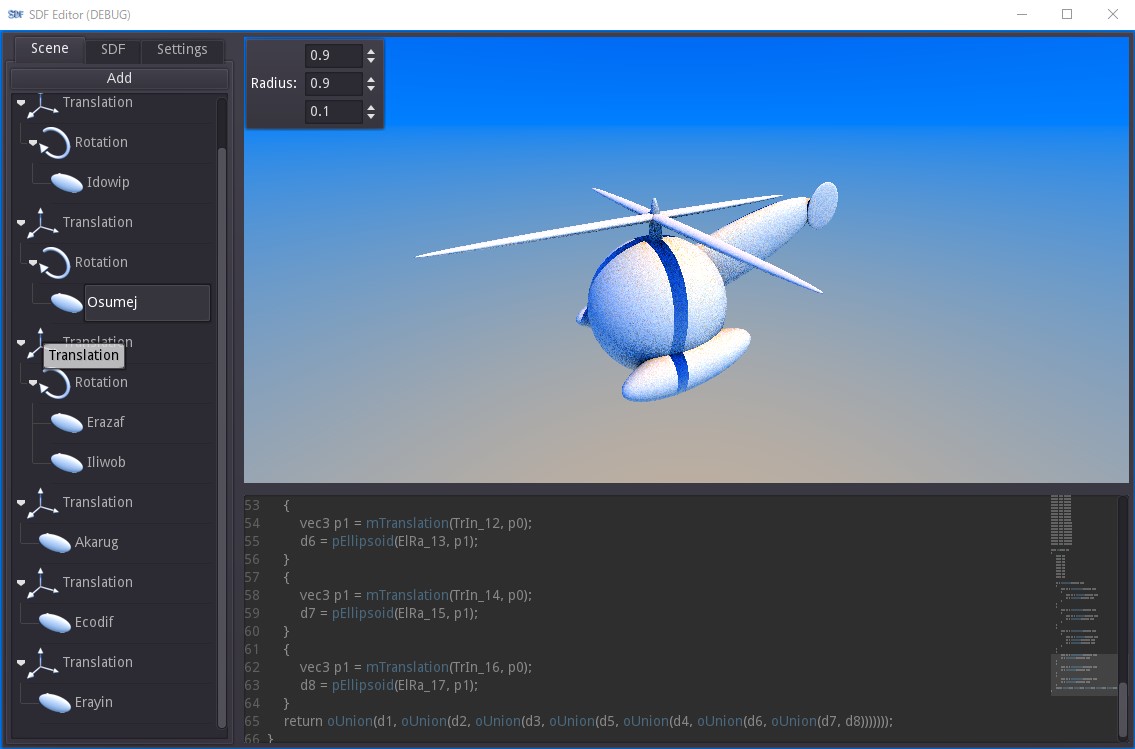 SDF SDF Editor (DEBUG)
Scene SDF Settings
Add
Translation
Rotation
Idowip
Translation
Rotation
Osumej
Translation
Translation
Rotation
Erazaf
Iliwob
Translation
Akarug
Translation
Ecodif
Translation
Erayin
0.9
Radius: 0.9
0.1
53 {
54 vec3 p1 = mTranslation(TrIn_12, p0);
55 d6 = pEllipsoid(ElRa_13, p1);
56 }
57 {
58 vec3 p1 = mTranslation(TrIn_14, p0);
59 d7 = pEllipsoid(ElRa_15, p1);
60 }
61 {
62 vec3 p1 = mTranslation(TrIn_16, p0);
63 d8 = pEllipsoid(ElRa_17, p1);
64 }
65 return oUnion(d1, oUnion(d2, oUnion(d3, oUnion(d5, oUnion(d4, oUnion(d6, oUnion(d7, d8)))))));
66 }